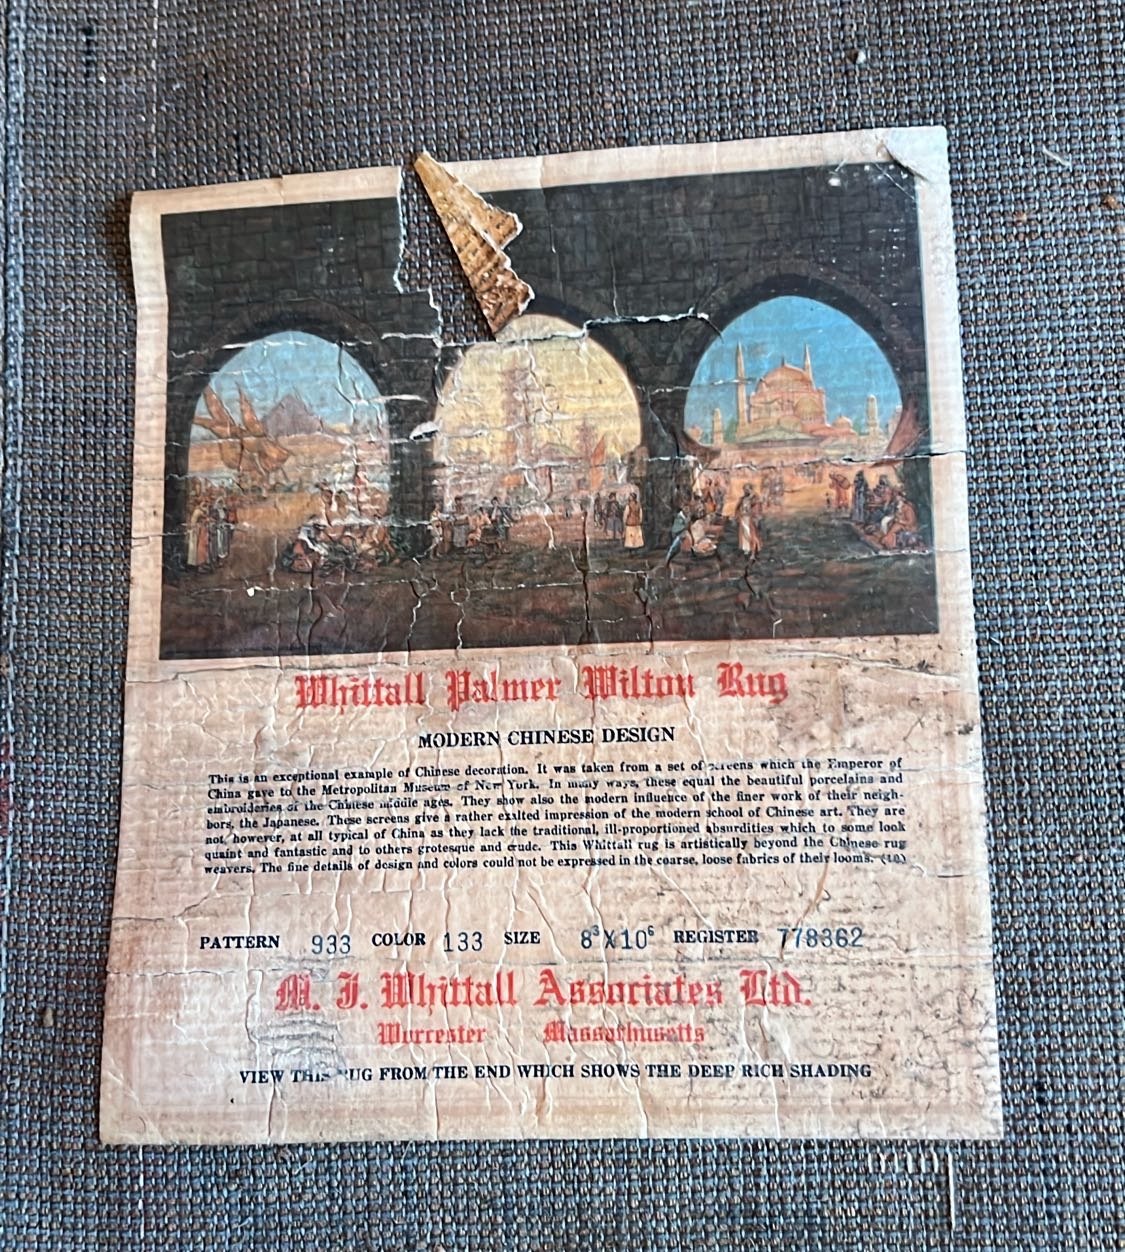 Whittall Palmer Wilton Rug
MODERN CHINESE DESIGN
This is an exceptional example of Chinese decoration. It was taken from a set of screens which the Emperor of
China gave to the Metropolitan Museum of New York. In many ways, these equal the beautiful porcelains and
embroideries of the Chinese middle ages. They show also the modern influence of the finer work of their neigh-
bors, the Japanese. These screens give a rather exalted impression of the modern school of Chinese art. They are
not, however, at all typical of China as they lack the traditional, ill-proportioned absurdities which to some look
quaint and fantastic and to others grotesque and crude. This Whittall rug is artistically beyond the Chinese rug
weavers. The fine details of design and colors could not be expressed in the coarse, loose fabrics of their looms. (10)
PATTERN 933 COLOR 133 SIZE 8³X10⁶ REGISTER 778362
M. J. Whittall Associates Ltd.
Worcester Massachusetts
VIEW THIS RUG FROM THE END WHICH SHOWS THE DEEP RICH SHADING